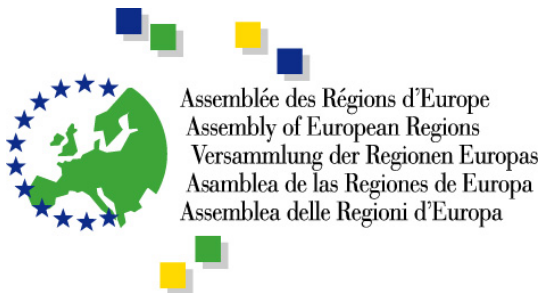 Assemblée des Régions d'Europe
Assembly of European Regions
Versammlung der Regionen Europas
Asamblea de las Regiones de Europa
Assemblea delle Regioni d'Europa